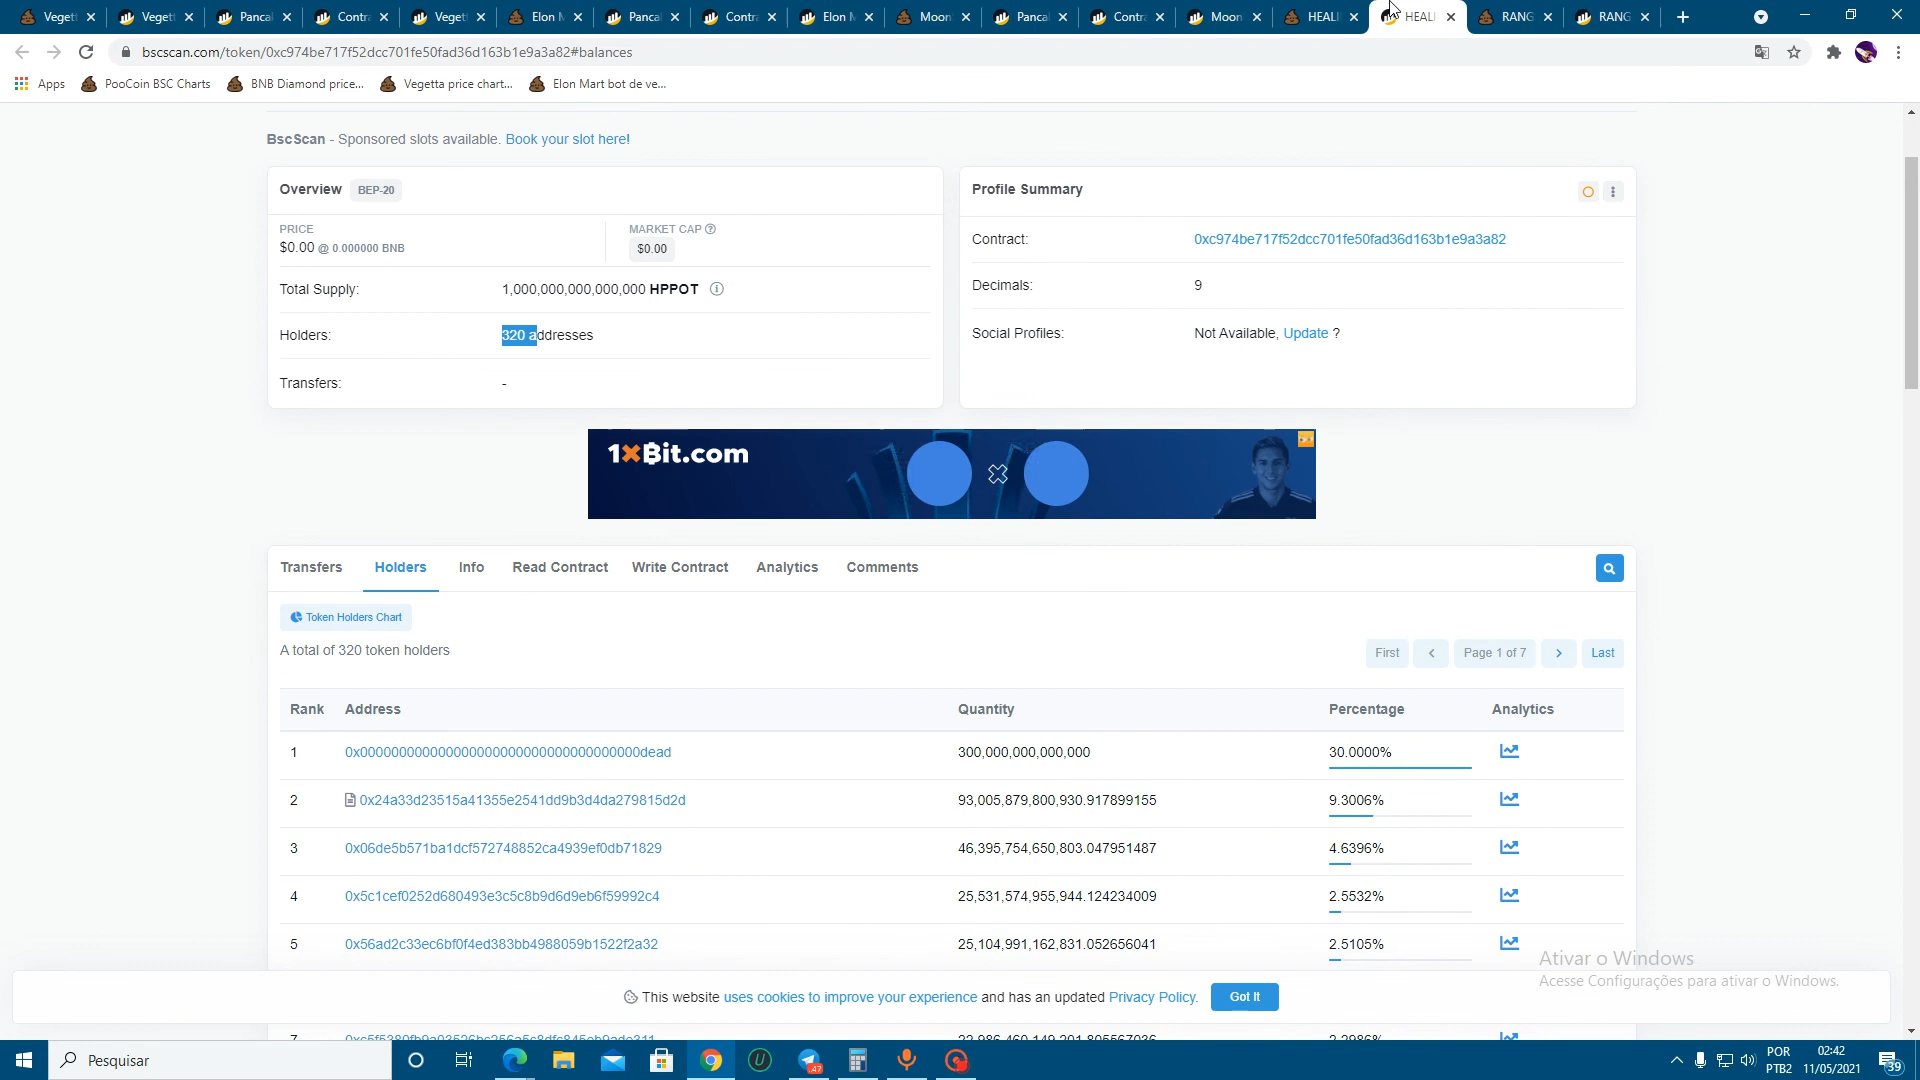 Veget
Veget
Panca
Contra
Veget
Elon M
Panca
Contra
Elon M
Moon
Panca
Contra
Moon
HEALI
HEALI
RANG
RANG
bscscan.com/token/0xc974be717f52dcc701fe50fad36d163b1e9a3a82#balances
Apps
PooCoin BSC Charts
BNB Diamond price...
Vegetta price chart...
Elon Mart bot de ve...
BscScan - Sponsored slots available. Book your slot here!
Overview BEP-20
PRICE
$0.00 @ 0.000000 BNB
MARKET CAP
$0.00
Total Supply: 1,000,000,000,000,000 HPPOT
Holders: 320 addresses
Transfers: -
Profile Summary
Contract: 0xc974be717f52dcc701fe50fad36d163b1e9a3a82
Decimals: 9
Social Profiles: Not Available, Update ?
1xBit.com
Transfers Holders Info Read Contract Write Contract Analytics Comments
Token Holders Chart
A total of 320 token holders
First Page 1 of 7 Last
Rank Address Quantity Percentage Analytics
1 0x000000000000000000000000000000000000dead 300,000,000,000,000 30.0000%
2 0x24a33d23515a41355e2541dd9b3d4da279815d2d 93,005,879,800,930.917899155 9.3006%
3 0x06de5b571ba1dcf572748852ca4939ef0db71829 46,395,754,650,803.047951487 4.6396%
4 0x5c1cef0252d680493e3c5c8b9d6d9eb6f59992c4 25,531,574,955,944.124234009 2.5532%
5 0x56ad2c33ec6bf0f4ed383bb4988059b1522f2a32 25,104,991,162,831.052656041 2.5105%
Ativar o Windows
Acesse Configurações para ativar o Windows.
This website uses cookies to improve your experience and has an updated Privacy Policy. Got It
7
Pesquisar
47
POR
PTB2
02:42
11/05/2021
39